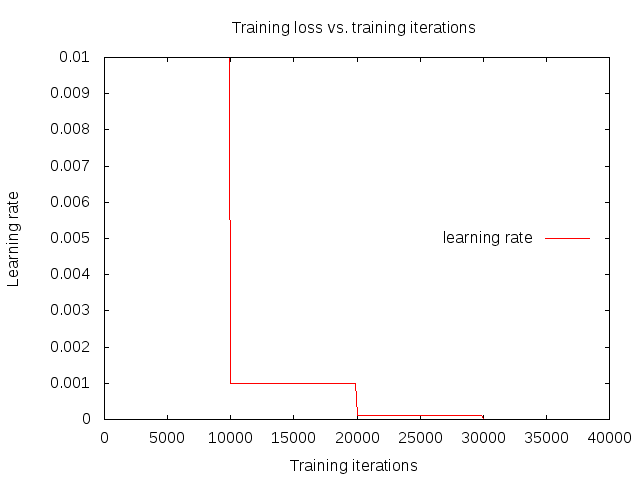 Training loss vs. training iterations
0.01
0.009
0.008
0.007
0.006
0.005
0.004
0.003
0.002
0.001
0
Learning rate
learning rate
0 5000 10000 15000 20000 25000 30000 35000 40000
Training iterations